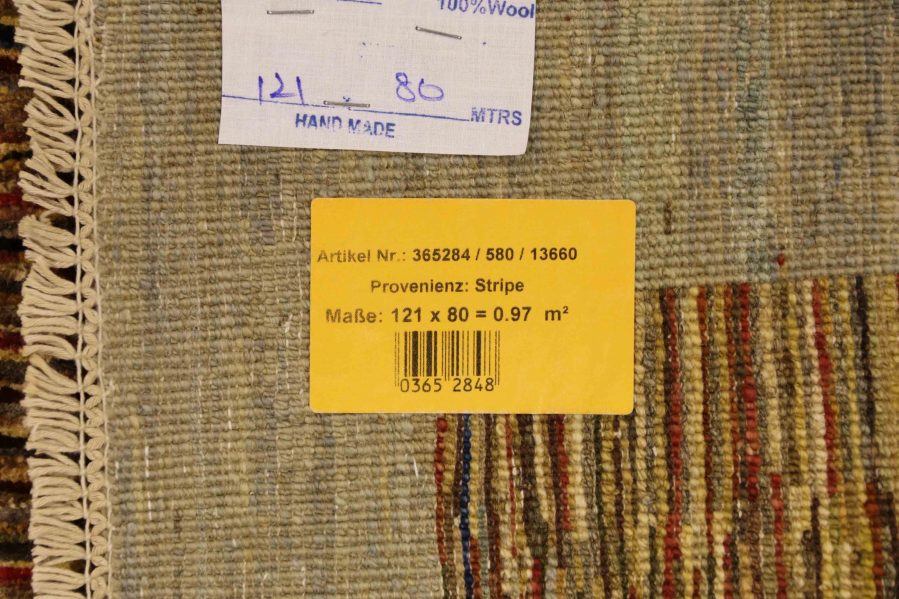 100%Wool
121 80
MTRS
HAND MADE
Artikel Nr.: 365284 / 580 / 13660
Provenienz: Stripe
Maße: 121 x 80 = 0.97 m²
0365 2848